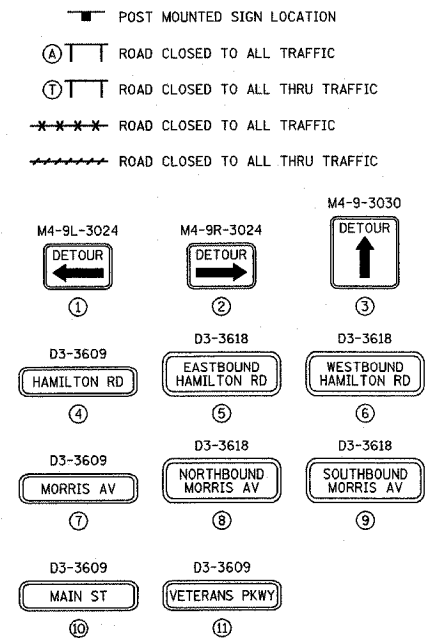 POST MOUNTED SIGN LOCATION
A ROAD CLOSED TO ALL TRAFFIC
T ROAD CLOSED TO ALL THRU TRAFFIC
ROAD CLOSED TO ALL TRAFFIC
ROAD CLOSED TO ALL THRU TRAFFIC
M4-9L-3024
DETOUR
1
M4-9R-3024
DETOUR
2
M4-9-3030
DETOUR
3
D3-3609
HAMILTON RD
4
D3-3618
EASTBOUND
HAMILTON RD
5
D3-3618
WESTBOUND
HAMILTON RD
6
D3-3609
MORRIS AV
7
D3-3618
NORTHBOUND
MORRIS AV
8
D3-3618
SOUTHBOUND
MORRIS AV
9
D3-3609
MAIN ST
10
D3-3609
VETERANS PKWY
11